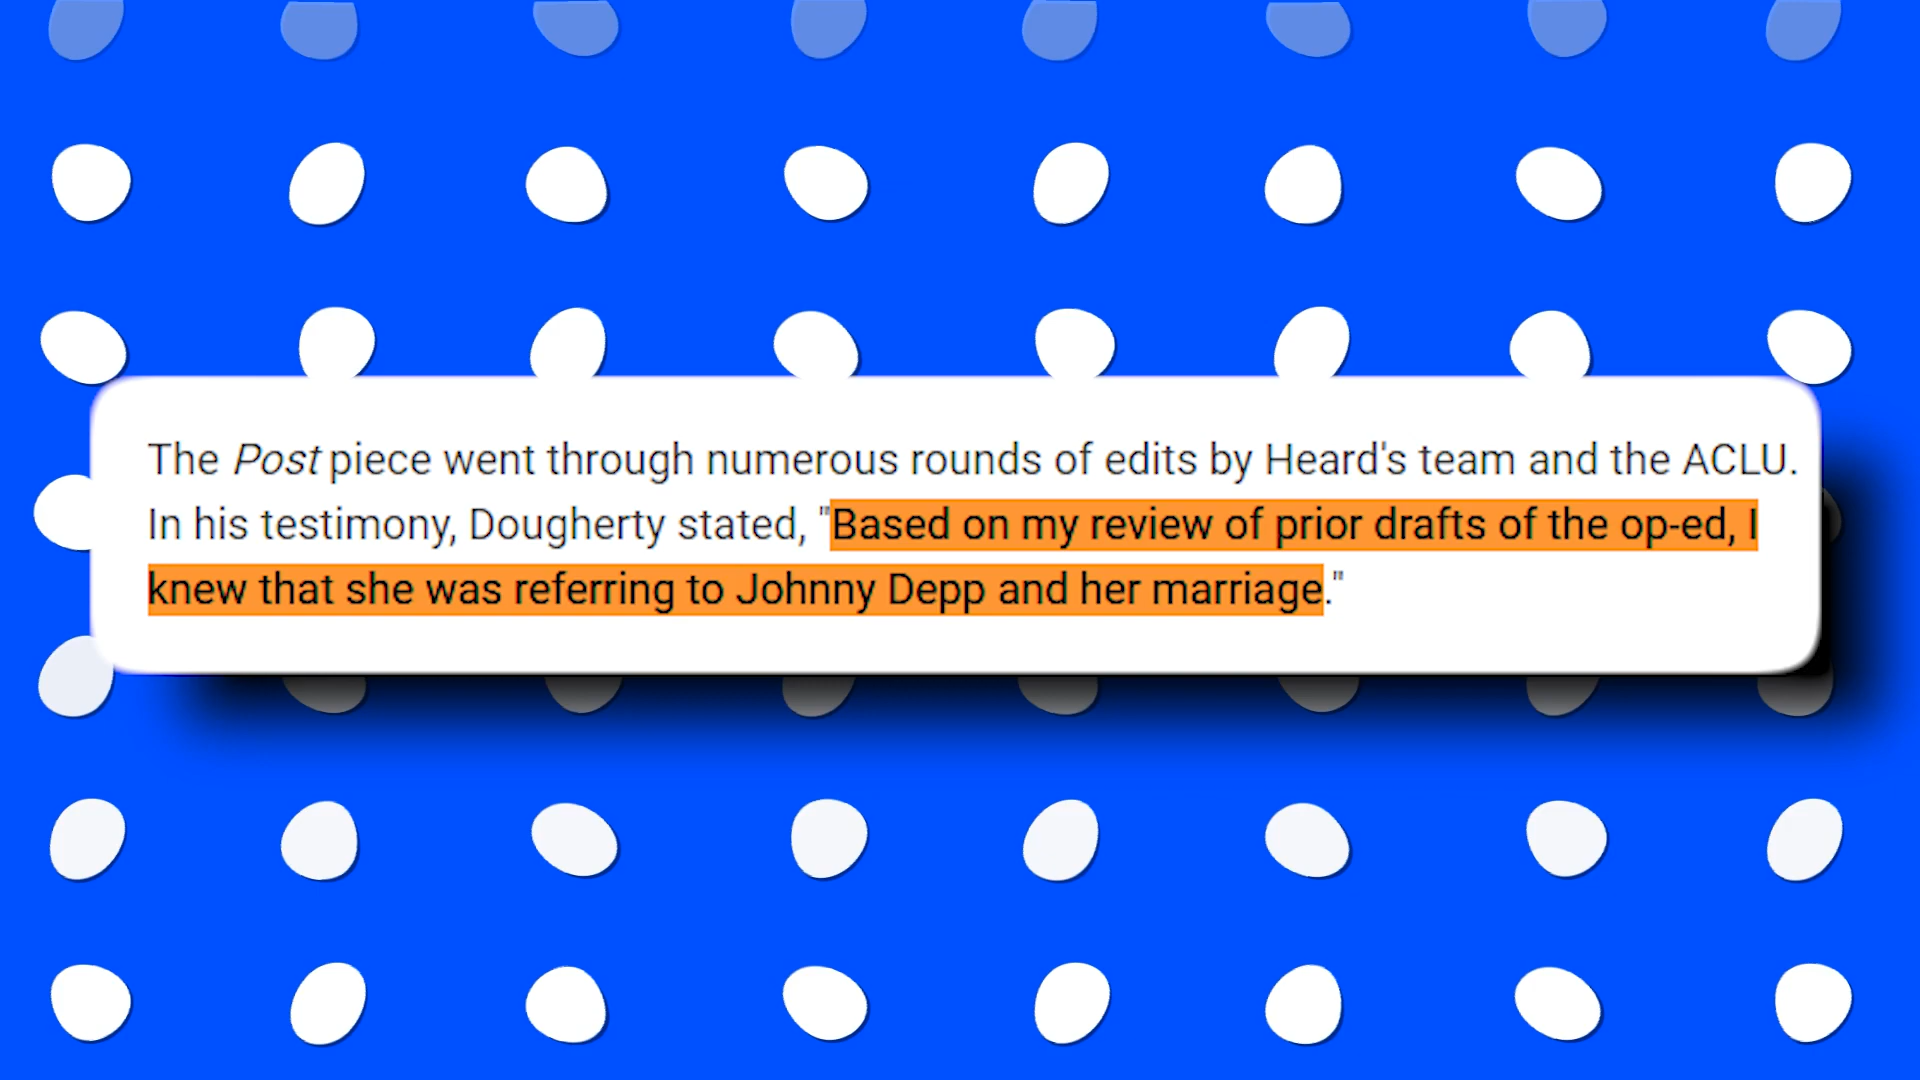 The Post piece went through numerous rounds of edits by Heard's team and the ACLU.
In his testimony, Dougherty stated, "Based on my review of prior drafts of the op-ed, I
knew that she was referring to Johnny Depp and her marriage."